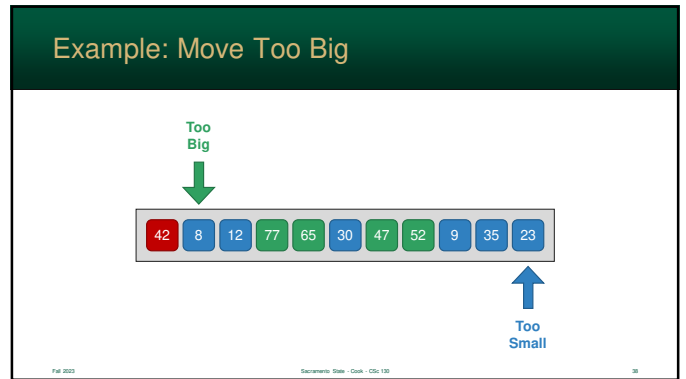 Example: Move Too Big
Too
Big
42 8 12 77 65 30 47 52 9 35 23
Too
Small
Fall 2023 Sacramento State - Cook - CSc 130 38